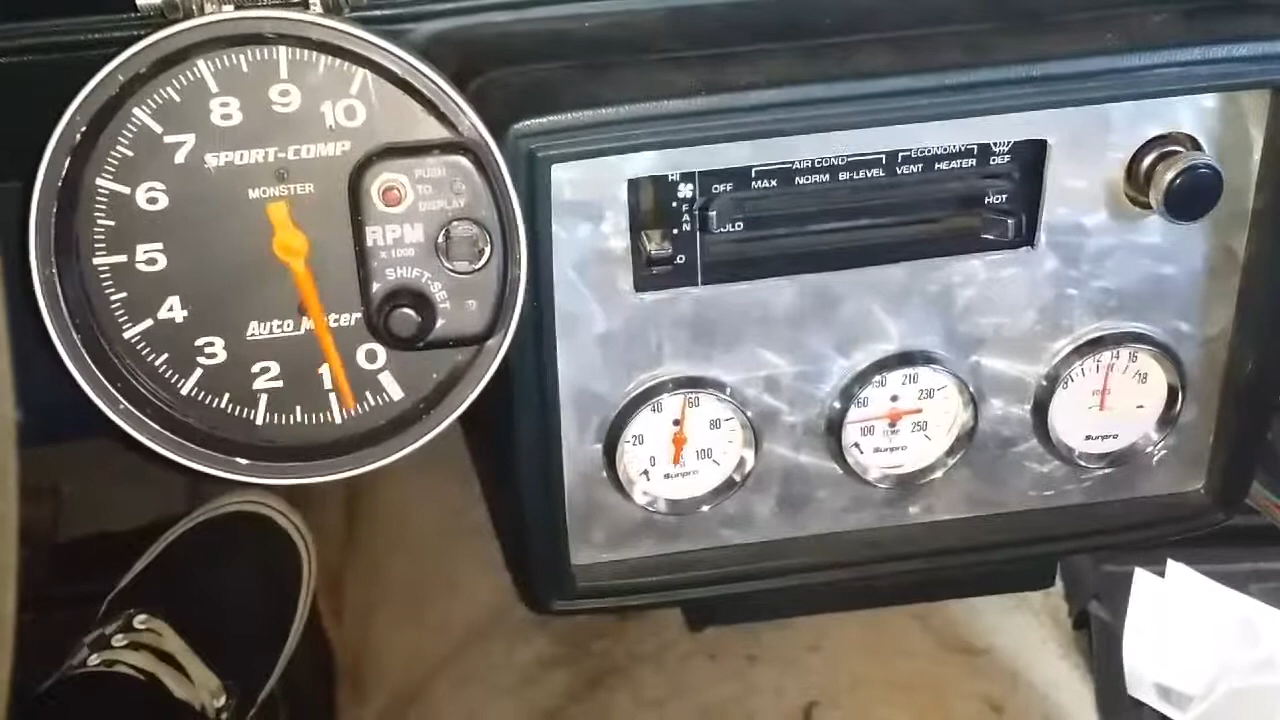 10
9
8
7
6
5
4
3
2
1
0
SPORT-COMP
MONSTER
PUSH
TO
DISPLAY
RPM
x 1000
SHIFT-SET
Auto Meter
HI
FAN
LO
OFF
AIR COND
MAX NORM BI-LEVEL
ECONOMY
VENT HEATER
DEF
COLD
HOT
0 20 40 60 80 100
Sunpro
100 160 190 210 230 250
TEMP
Sunpro
8 12 14 16 18
VOLTS
Sunpro